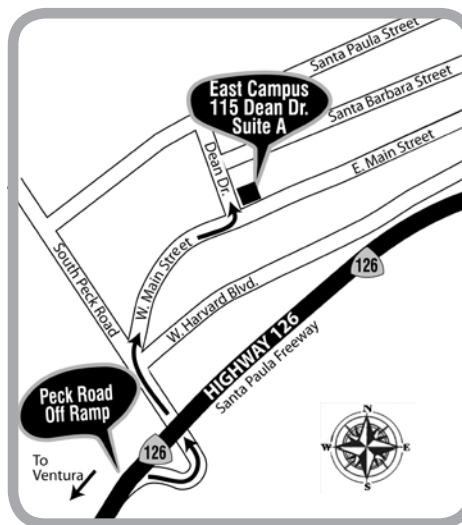 Santa Paula Street
East Campus
115 Dean Dr.
Suite A
Santa Barbara Street
Dean Dr.
E. Main Street
South Peck Road
W. Main Street
126
W. Harvard Blvd.
HIGHWAY 126
Santa Paula Freeway
Peck Road
Off Ramp
126
To
Ventura
N
W
E
S